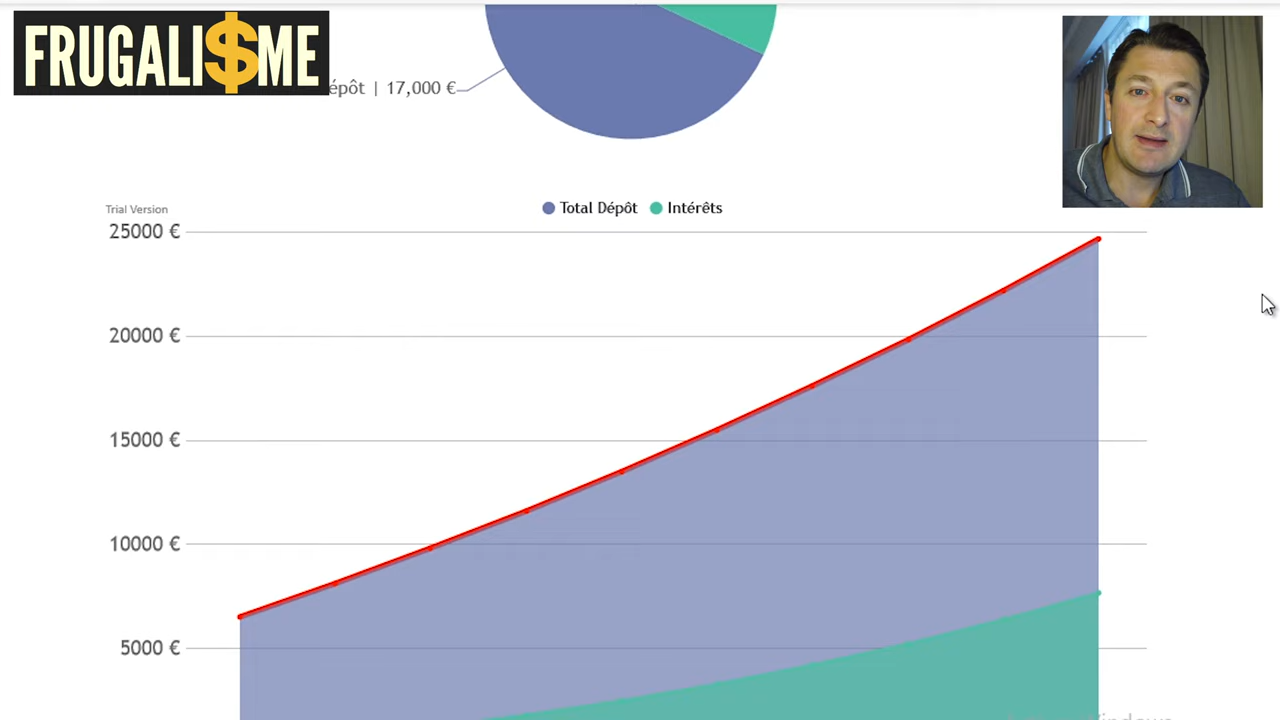 FRUGALI$ME
épôt | 17,000 €
Trial Version
Total Dépôt Intérêts
25000 €
20000 €
15000 €
10000 €
5000 €